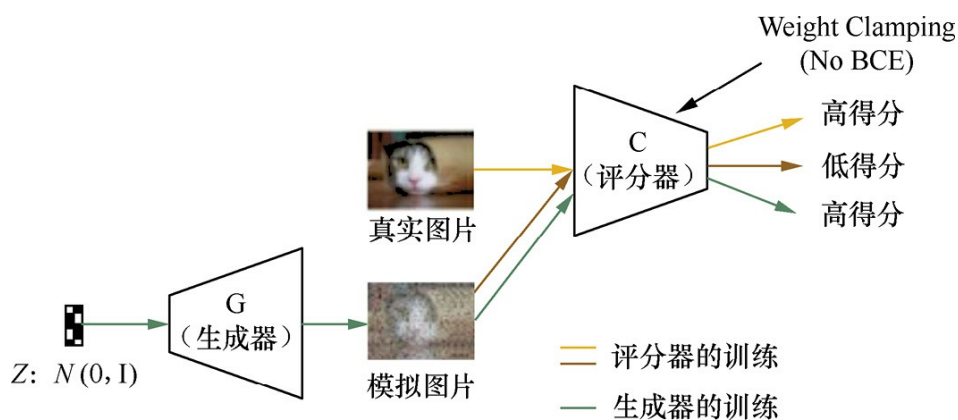 Weight Clamping
(No BCE)
C
(评分器)
高得分
低得分
高得分
真实图片
G
(生成器)
Z: N(0, I)
模拟图片
评分器的训练
生成器的训练